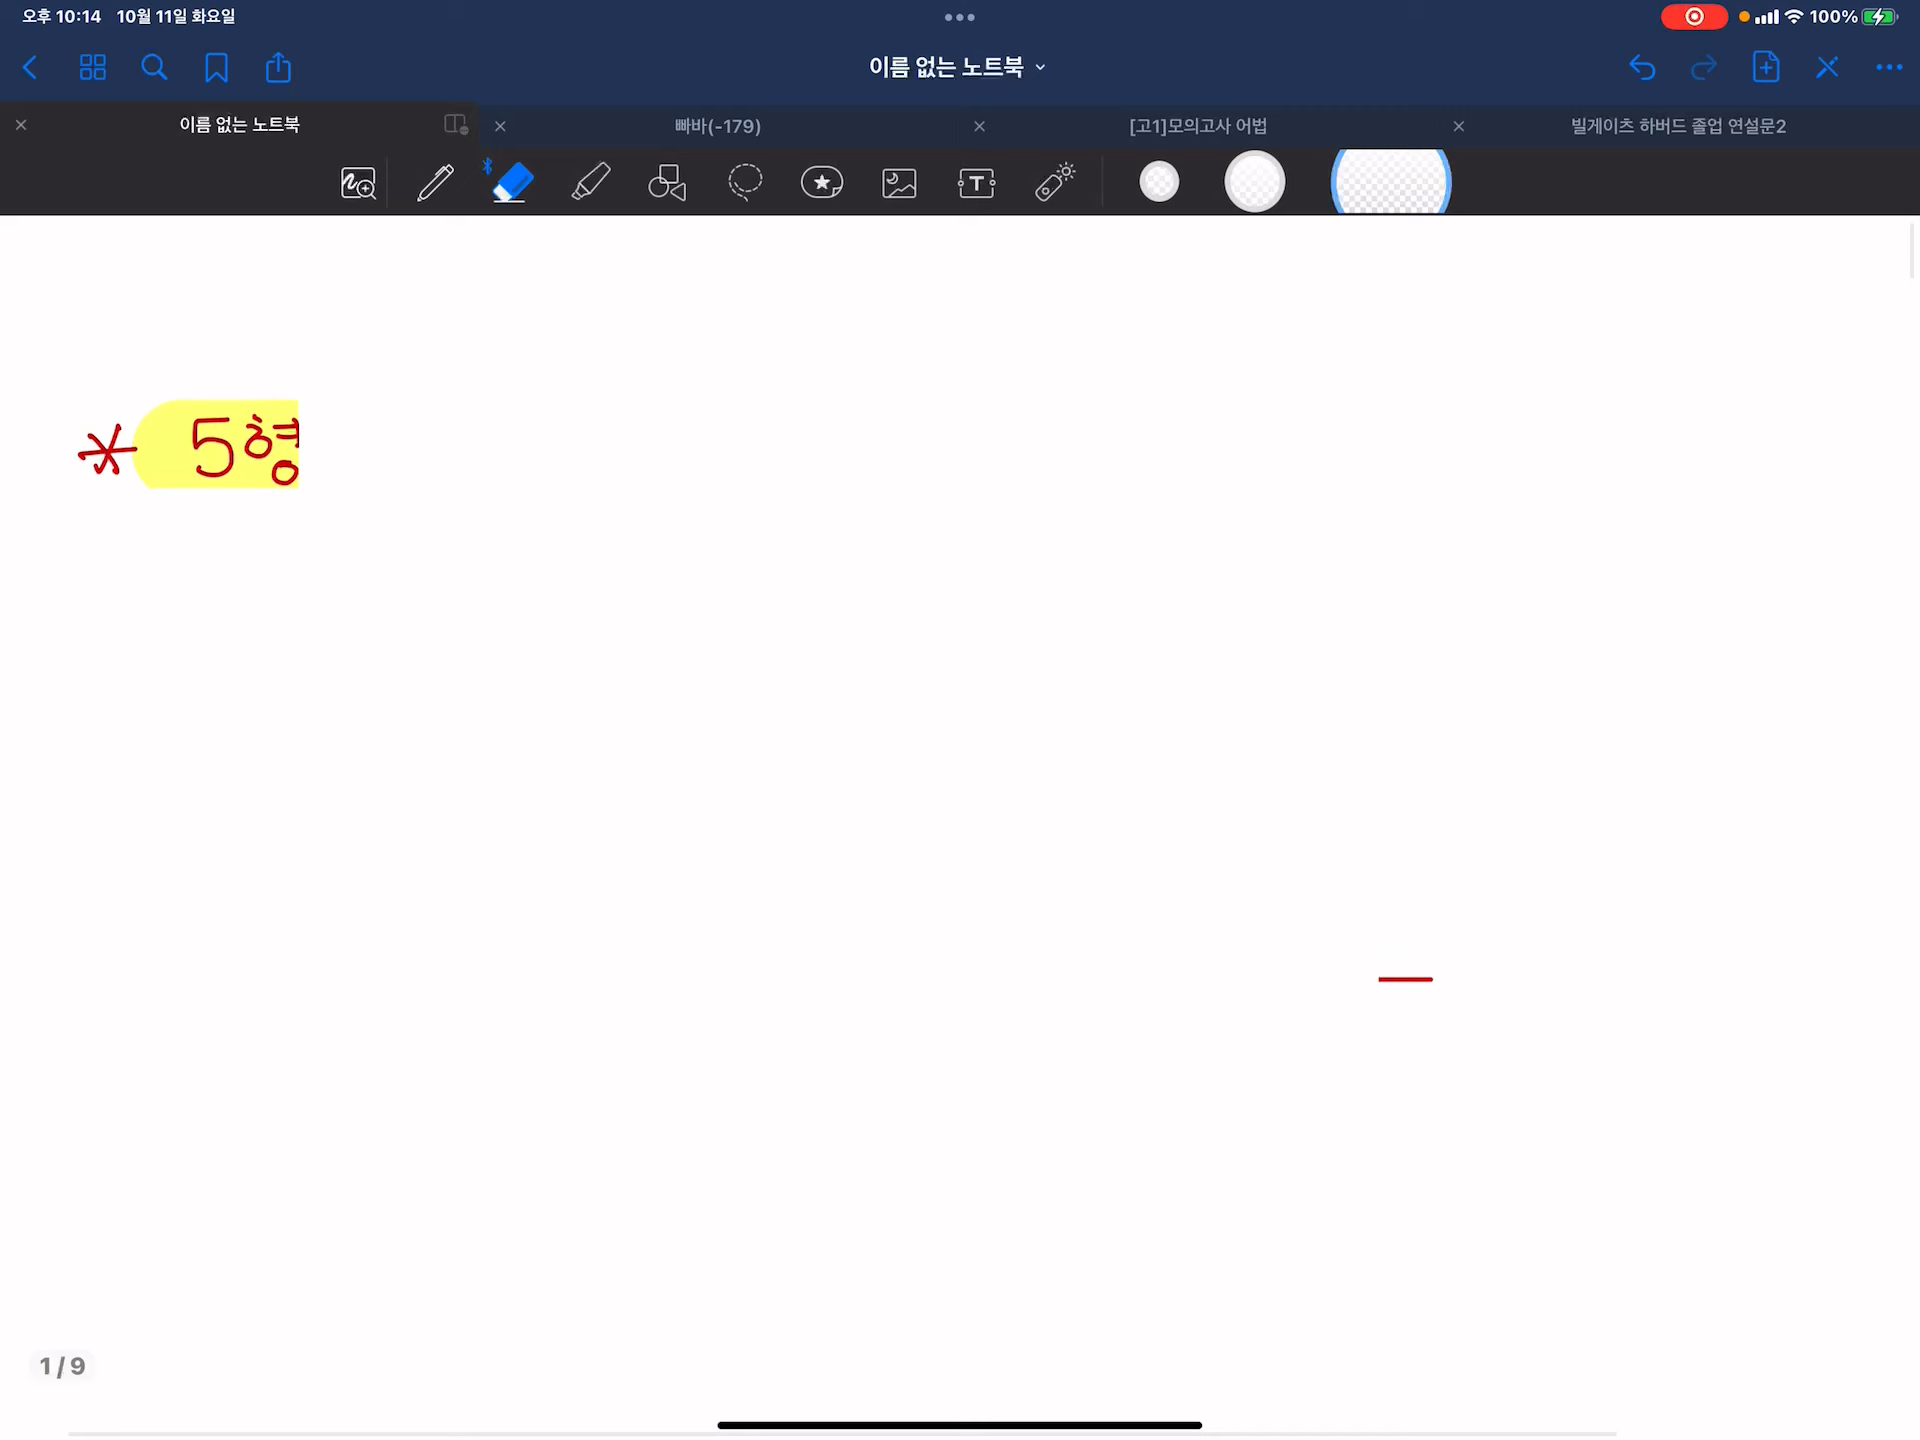 오후 10:14 10월 11일 화요일
100%
이름 없는 노트북
이름 없는 노트북
빠바(-179)
[고1]모의고사 어법
빌게이츠 하버드 졸업 연설문2
* 5형
1 / 9